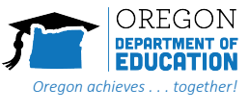 OREGON
DEPARTMENT OF
EDUCATION
Oregon achieves . . . together!